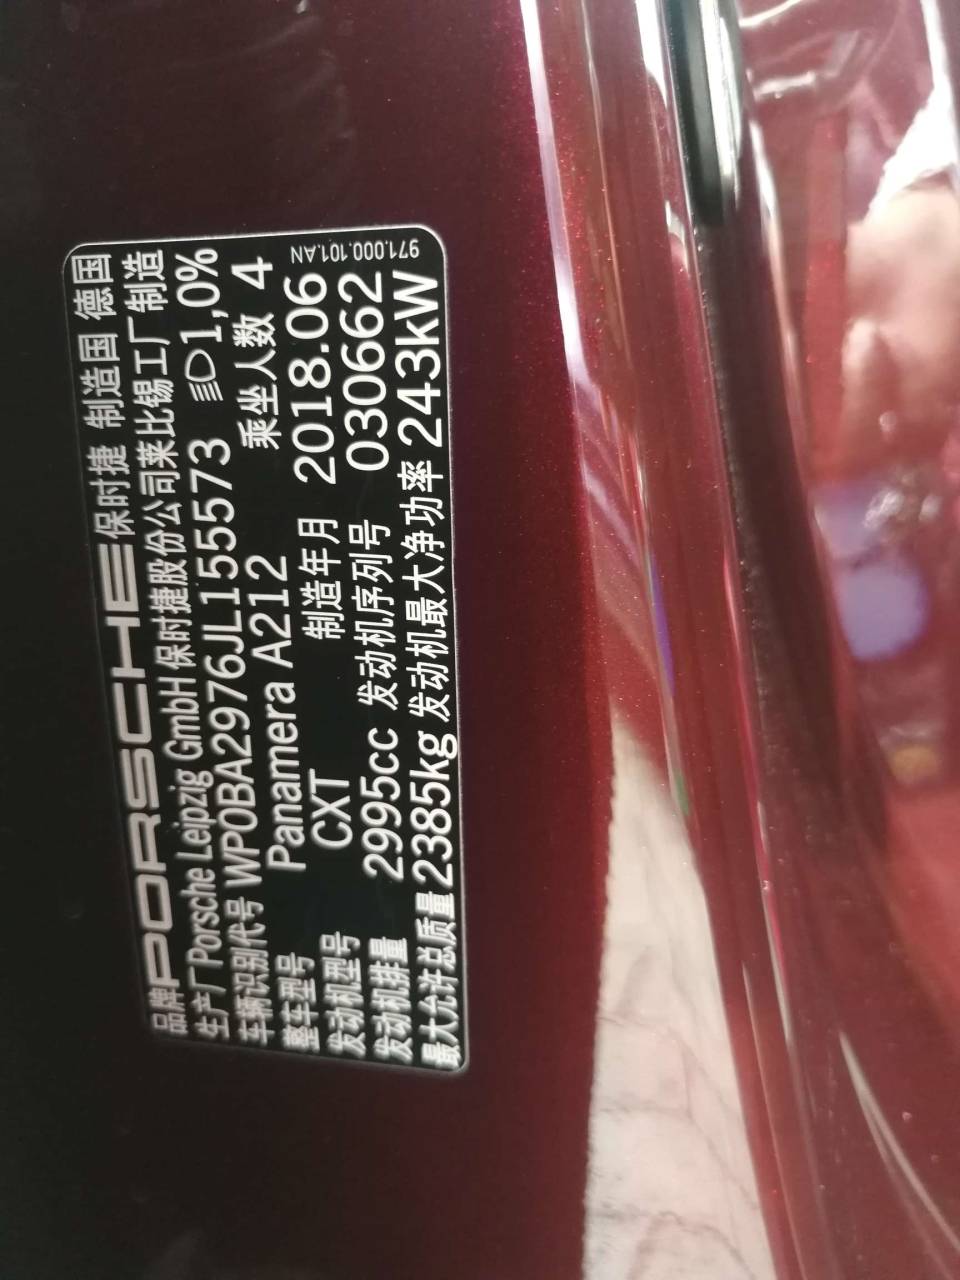 品牌 PORSCHE 保时捷 制造国 德国
生产厂 Porsche Leipzig GmbH 保时捷股份公司莱比锡工厂制造
车辆识别代号 WP0BA2976JL155573 1,0%
整车型号 Panamera A212 乘坐人数 4
发动机型号 CXT 制造年月 2018.06
发动机排量 2995cc 发动机序列号 030662
最大允许总质量 2385kg 发动机最大净功率 243kW
971.000.101.AN